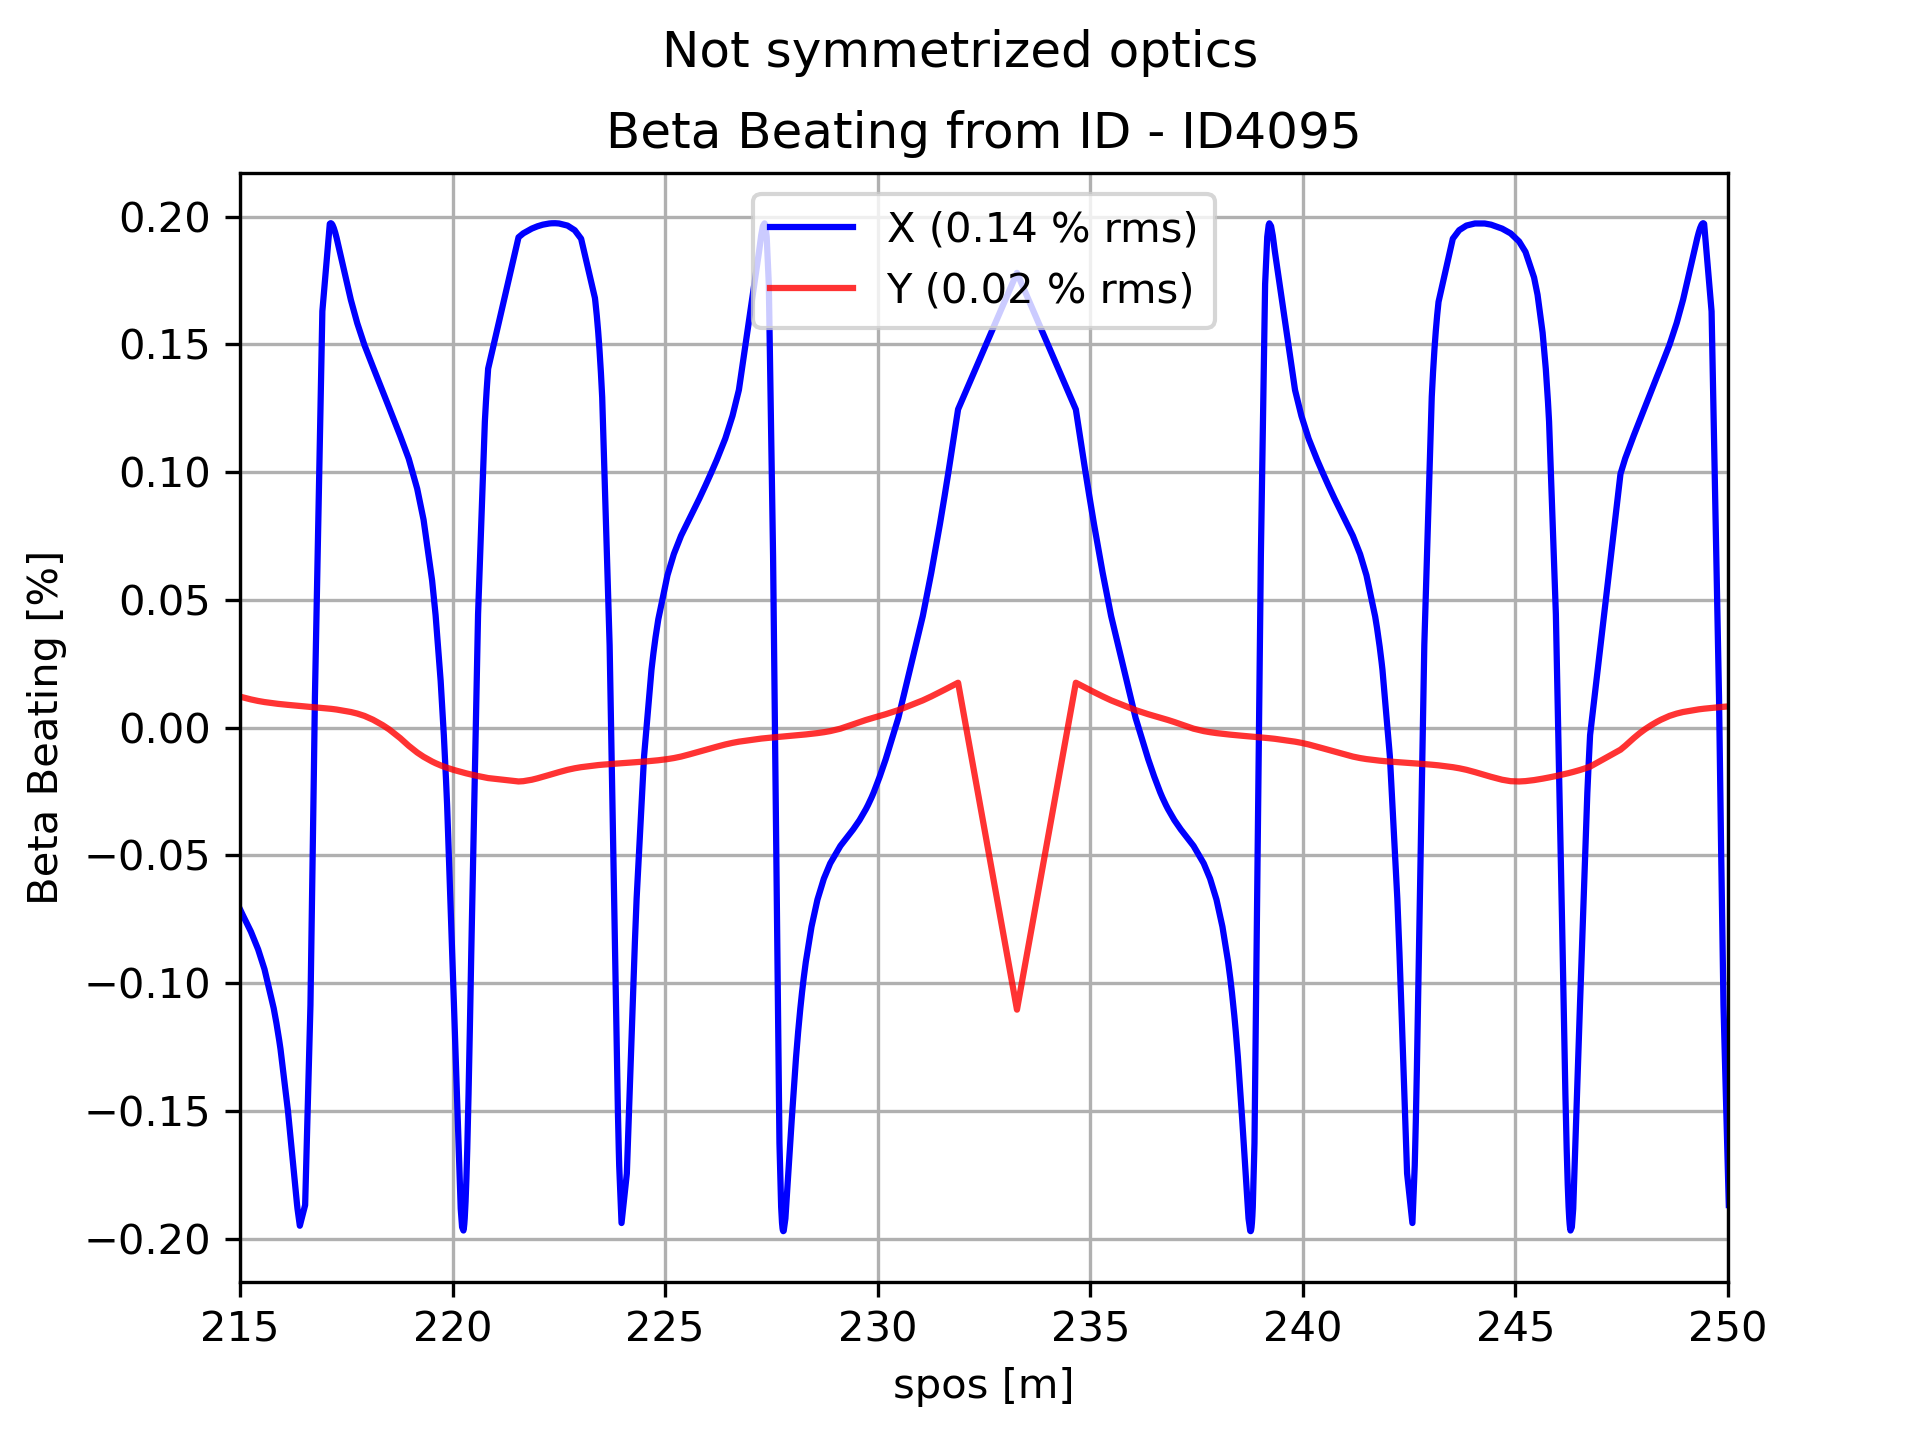 Not symmetrized optics
Beta Beating from ID - ID4095
X (0.14 % rms)
Y (0.02 % rms)
Beta Beating [%]
0.20
0.15
0.10
0.05
0.00
−0.05
−0.10
−0.15
−0.20
215 220 225 230 235 240 245 250
spos [m]